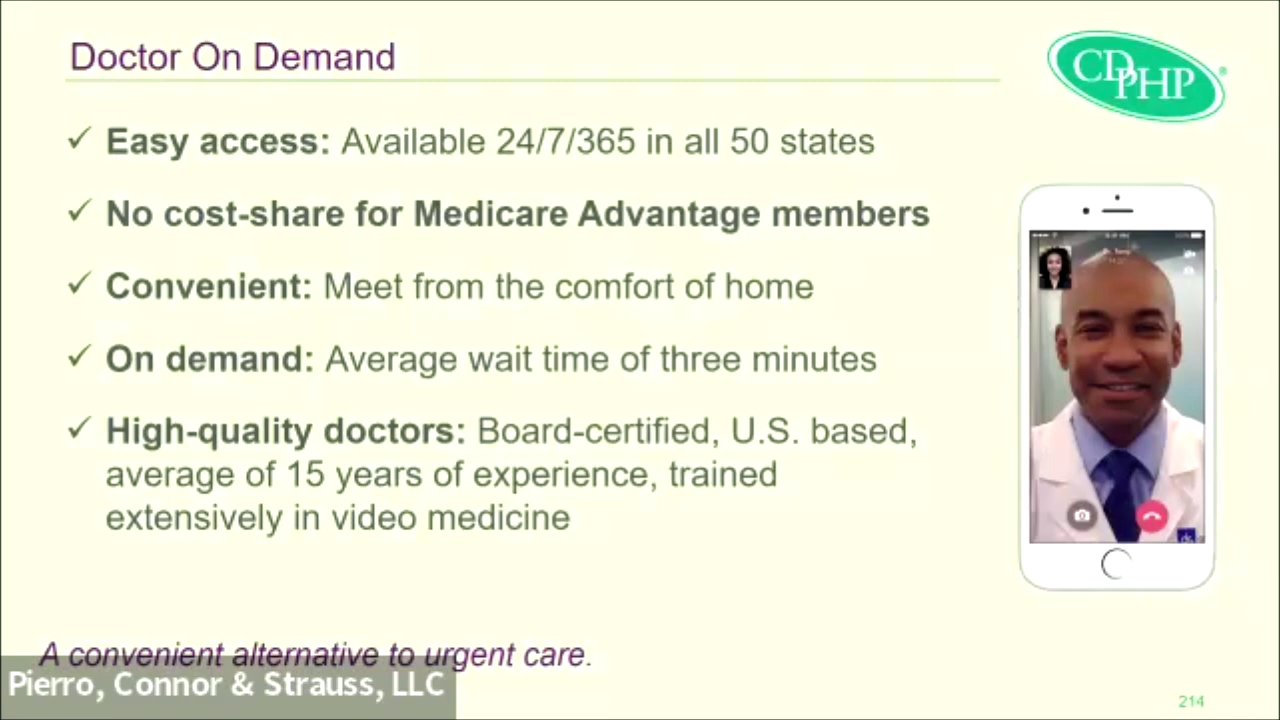 Doctor On Demand
CDPHP®
✓ Easy access: Available 24/7/365 in all 50 states
✓ No cost-share for Medicare Advantage members
✓ Convenient: Meet from the comfort of home
✓ On demand: Average wait time of three minutes
✓ High-quality doctors: Board-certified, U.S. based,
average of 15 years of experience, trained
extensively in video medicine
A convenient alternative to urgent care.
Pierro, Connor & Strauss, LLC
214